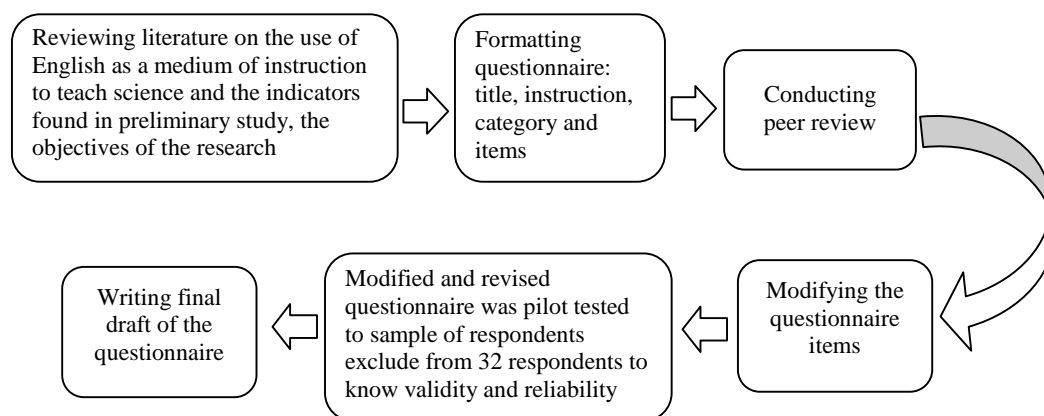 Reviewing literature on the use of
English as a medium of instruction
to teach science and the indicators
found in preliminary study, the
objectives of the research
Formatting
questionnaire:
title, instruction,
category and
items
Conducting
peer review
Modifying the
questionnaire
items
Modified and revised
questionnaire was pilot tested
to sample of respondents
exclude from 32 respondents to
know validity and reliability
Writing final
draft of the
questionnaire